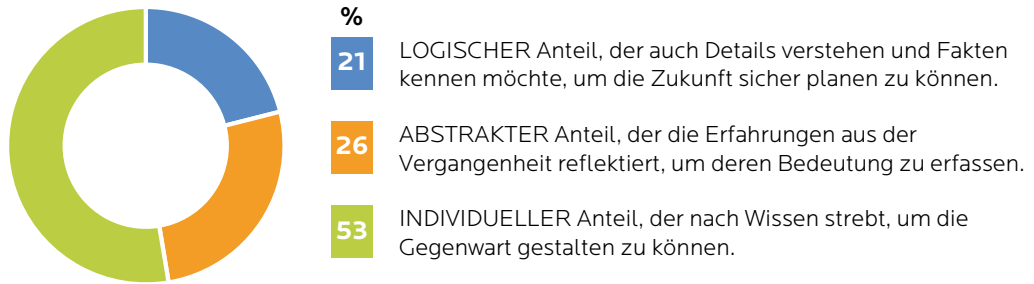 %
21
LOGISCHER Anteil, der auch Details verstehen und Fakten
kennen möchte, um die Zukunft sicher planen zu können.
26
ABSTRAKTER Anteil, der die Erfahrungen aus der
Vergangenheit reflektiert, um deren Bedeutung zu erfassen.
53
INDIVIDUELLER Anteil, der nach Wissen strebt, um die
Gegenwart gestalten zu können.